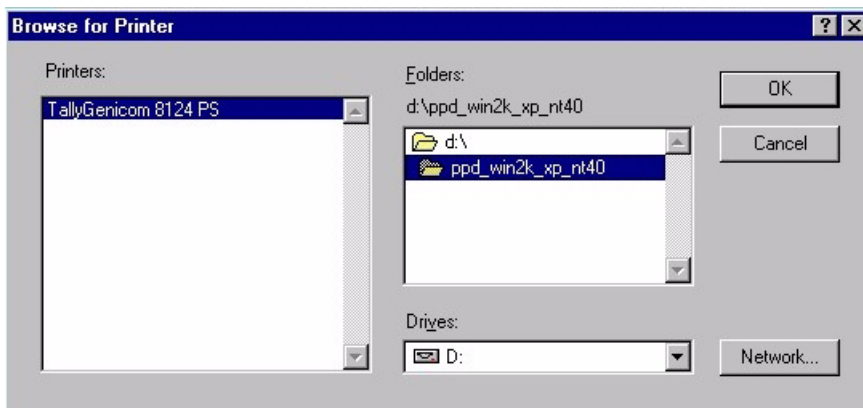 Browse for Printer
Printers:
TallyGenicom 8124 PS
Folders:
d:\ppd_win2k_xp_nt40
d:\
ppd_win2k_xp_nt40
Drives:
D:
OK
Cancel
Network...